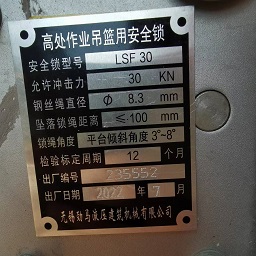 高处作业吊篮用安全锁
安全锁型号 LSF 30
允许冲击力 30 KN
钢丝绳直径 Φ 8.3 mm
坠落锁绳距离 ≤100 mm
锁绳角度 平台倾斜角度3°~8°
检验标定周期 12 个月
出厂编号 235552
出厂日期 2022 年 7 月
无锡劲马液压建筑机械有限公司